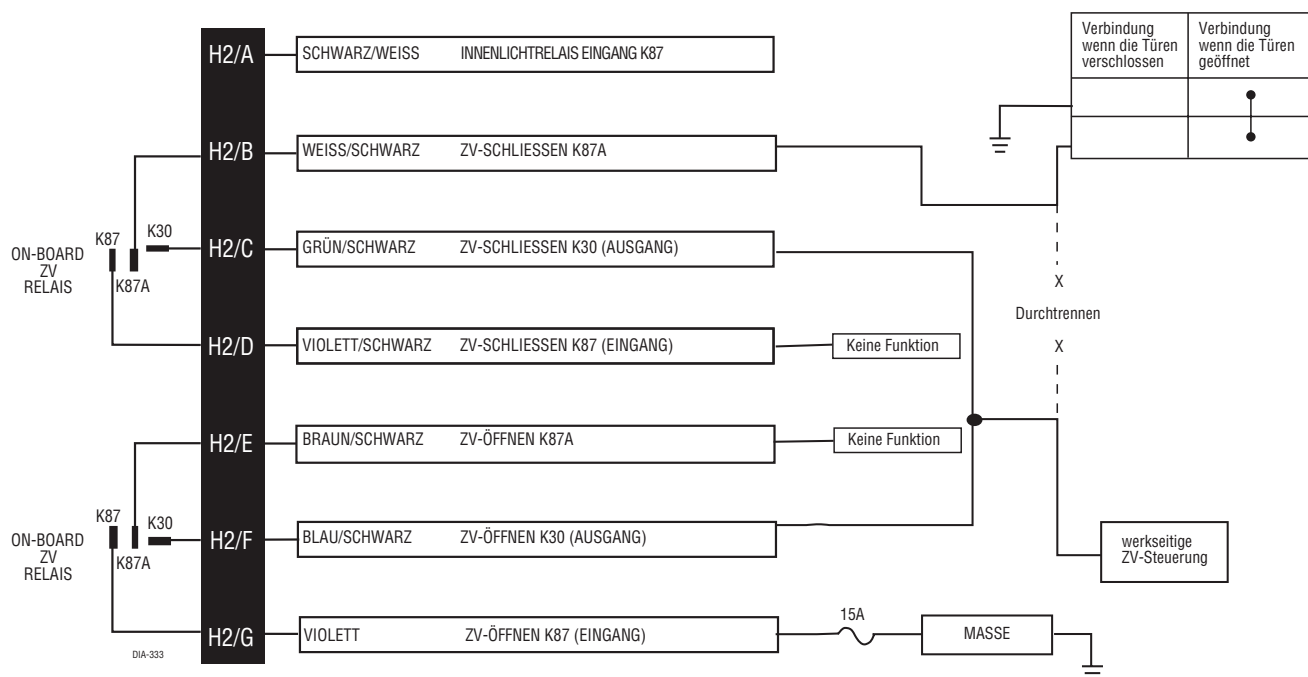 Verbindung
wenn die Türen
verschlossen
Verbindung
wenn die Türen
geöffnet
H2/A
SCHWARZ/WEISS INNENLICHTRELAIS EINGANG K87
H2/B
WEISS/SCHWARZ ZV-SCHLIESSEN K87A
ON-BOARD
ZV
RELAIS
K87
K30
K87A
H2/C
GRÜN/SCHWARZ ZV-SCHLIESSEN K30 (AUSGANG)
X
Durchtrennen
X
H2/D
VIOLETT/SCHWARZ ZV-SCHLIESSEN K87 (EINGANG)
Keine Funktion
H2/E
BRAUN/SCHWARZ ZV-ÖFFNEN K87A
Keine Funktion
ON-BOARD
ZV
RELAIS
K87
K30
K87A
H2/F
BLAU/SCHWARZ ZV-ÖFFNEN K30 (AUSGANG)
werkseitige
ZV-Steuerung
H2/G
VIOLETT ZV-ÖFFNEN K87 (EINGANG)
15A
MASSE
DIA-333